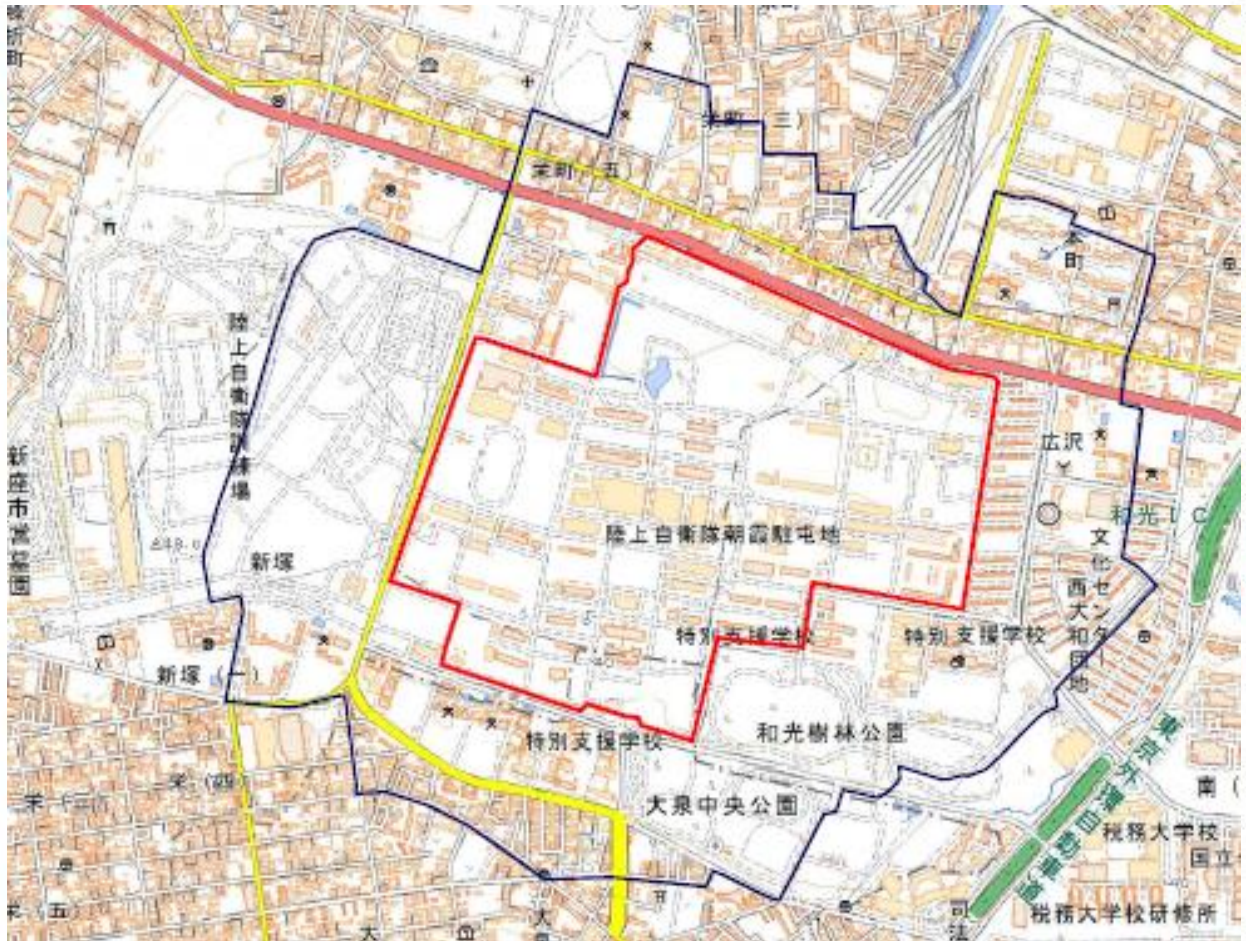 栄町（五）
本町
陸上自衛隊訓練場
新座市営墓園
広沢
和光IC
陸上自衛隊朝霞駐屯地
新塚
文化センター
西大和団地
特別支援学校
特別支援学校
新塚（一）
特別支援学校
和光樹林公園
東京外環自動車道
大泉中央公園
栄（四）
南（
税務大学校
国立
税務大学校研修所
栄（五）
司法
大
大泉